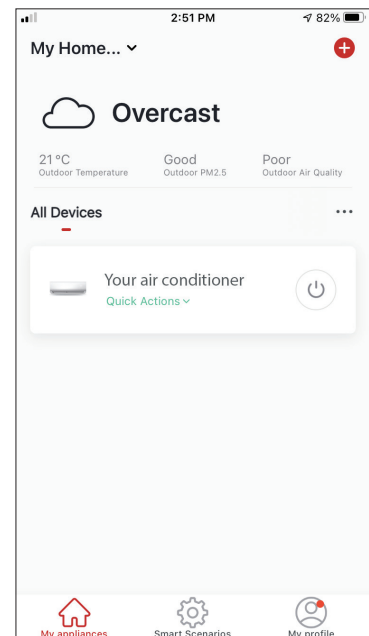 2:51 PM
82%
My Home...
Overcast
21 °C Good Poor
Outdoor Temperature Outdoor PM2.5 Outdoor Air Quality
All Devices
Your air conditioner
Quick Actions
My appliances Smart Scenarios My profile